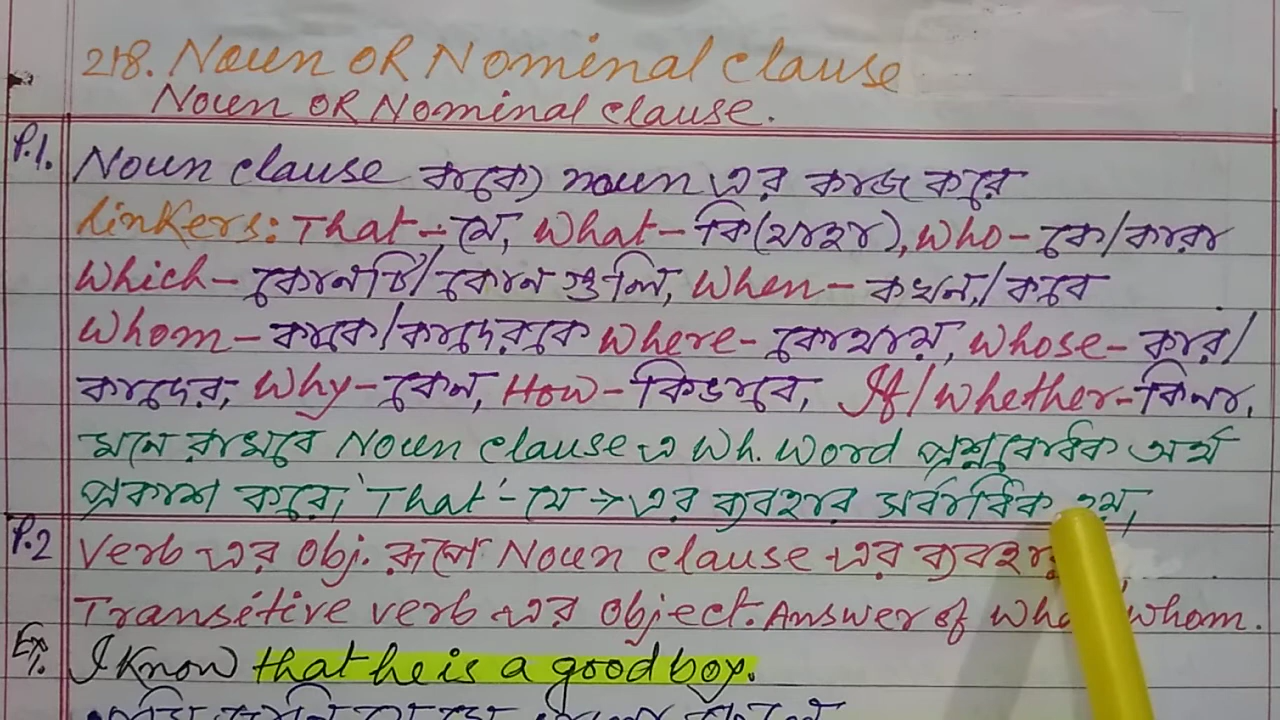 218. Noun OR Nominal clause
Noun OR Nominal clause.
P.1. Noun clause বাক্যে noun এর কাজ করে
Linkers: That - যে, What - কি (যাহা), Who - কে/কারা
Which - কোনটি/কোন গুলি, When - কখন,/কবে
Whom - কাকে/কাদেরকে Where - কোথায়, Whose - কার/
কাদের, Why - কেন, How - কিভাবে, If/Whether - কিনা,
মনে রাখবে Noun clause এ Wh. Word প্রশ্নবোধক অর্থ
প্রকাশ করে। 'That' - যে → এর ব্যবহার সর্বাধিক হয়,
P.2 Verb এর Obj. রূপে Noun clause এর
Transitive verb এর Object. Answer of Whom.
Ex. I know that he is a good boy.